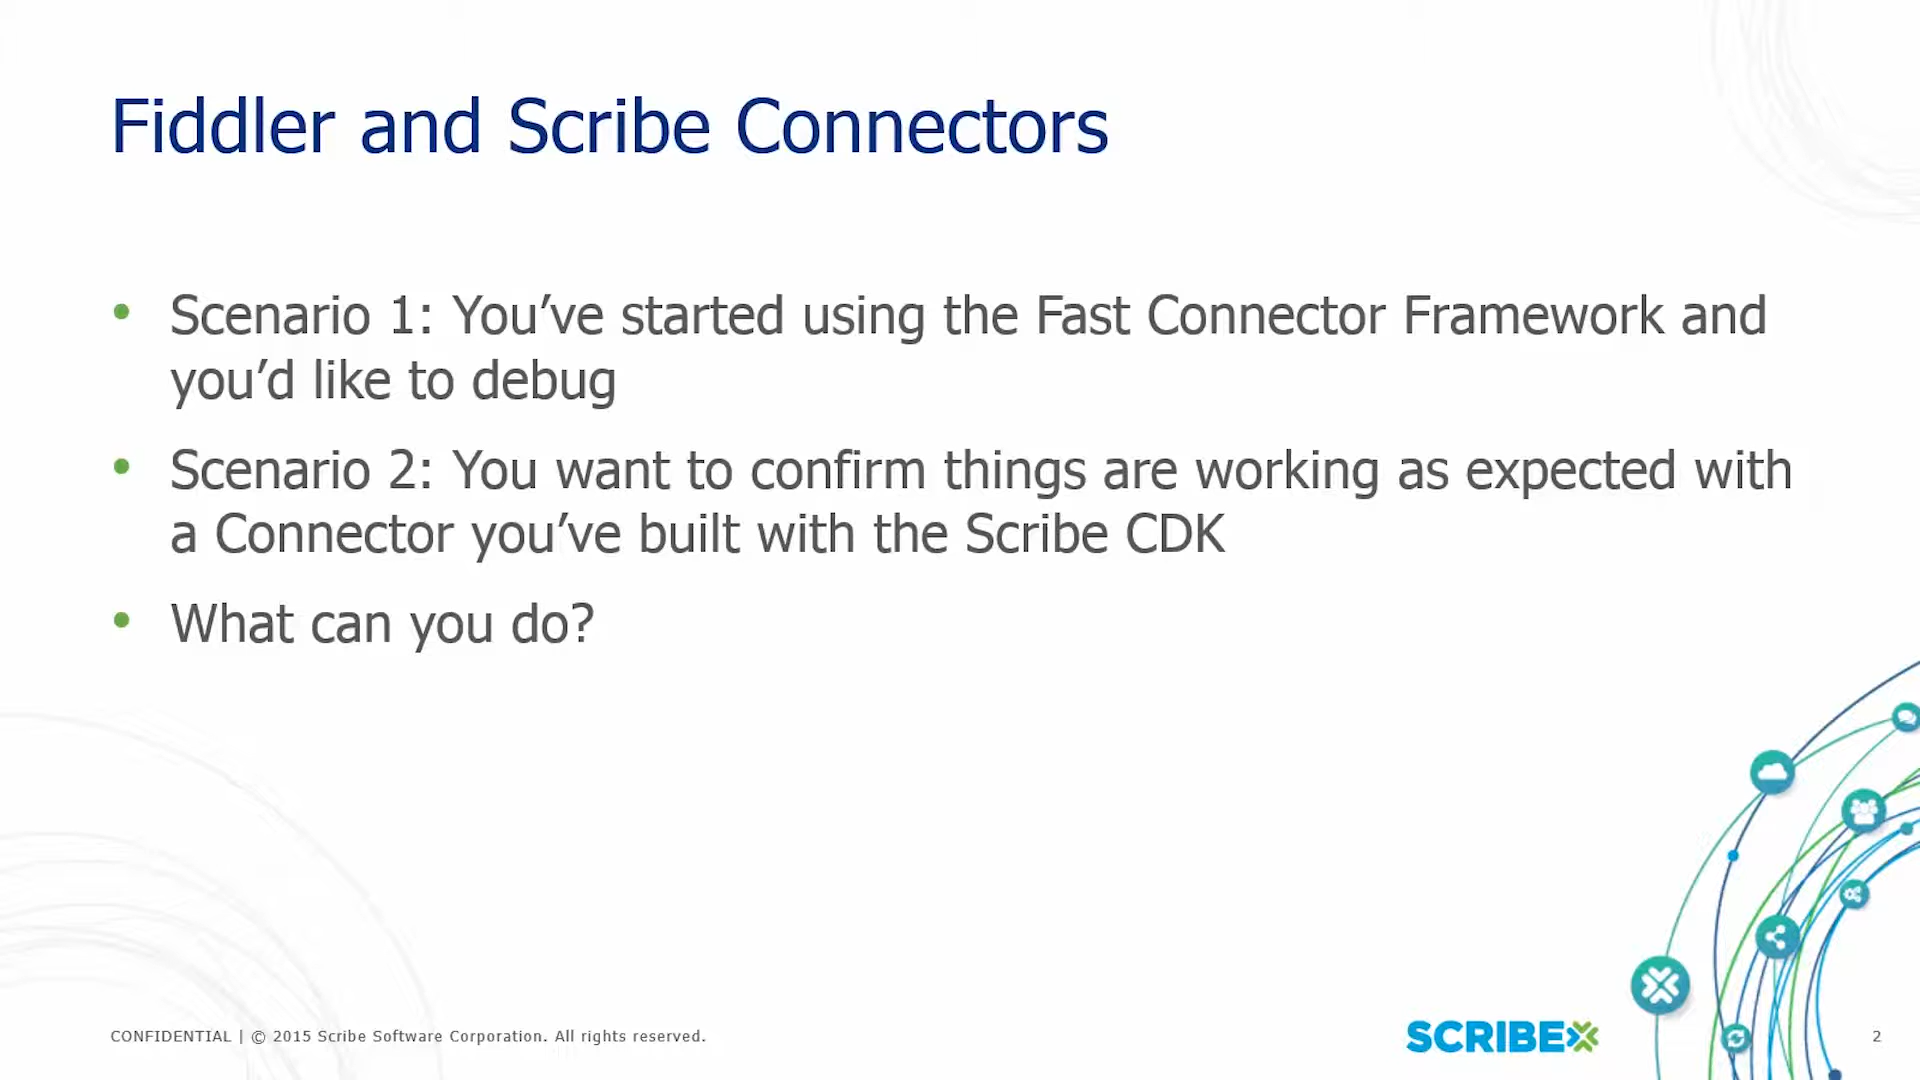 Fiddler and Scribe Connectors
• Scenario 1: You’ve started using the Fast Connector Framework and
you’d like to debug
• Scenario 2: You want to confirm things are working as expected with
a Connector you’ve built with the Scribe CDK
• What can you do?
CONFIDENTIAL | © 2015 Scribe Software Corporation. All rights reserved.
SCRIBE
2